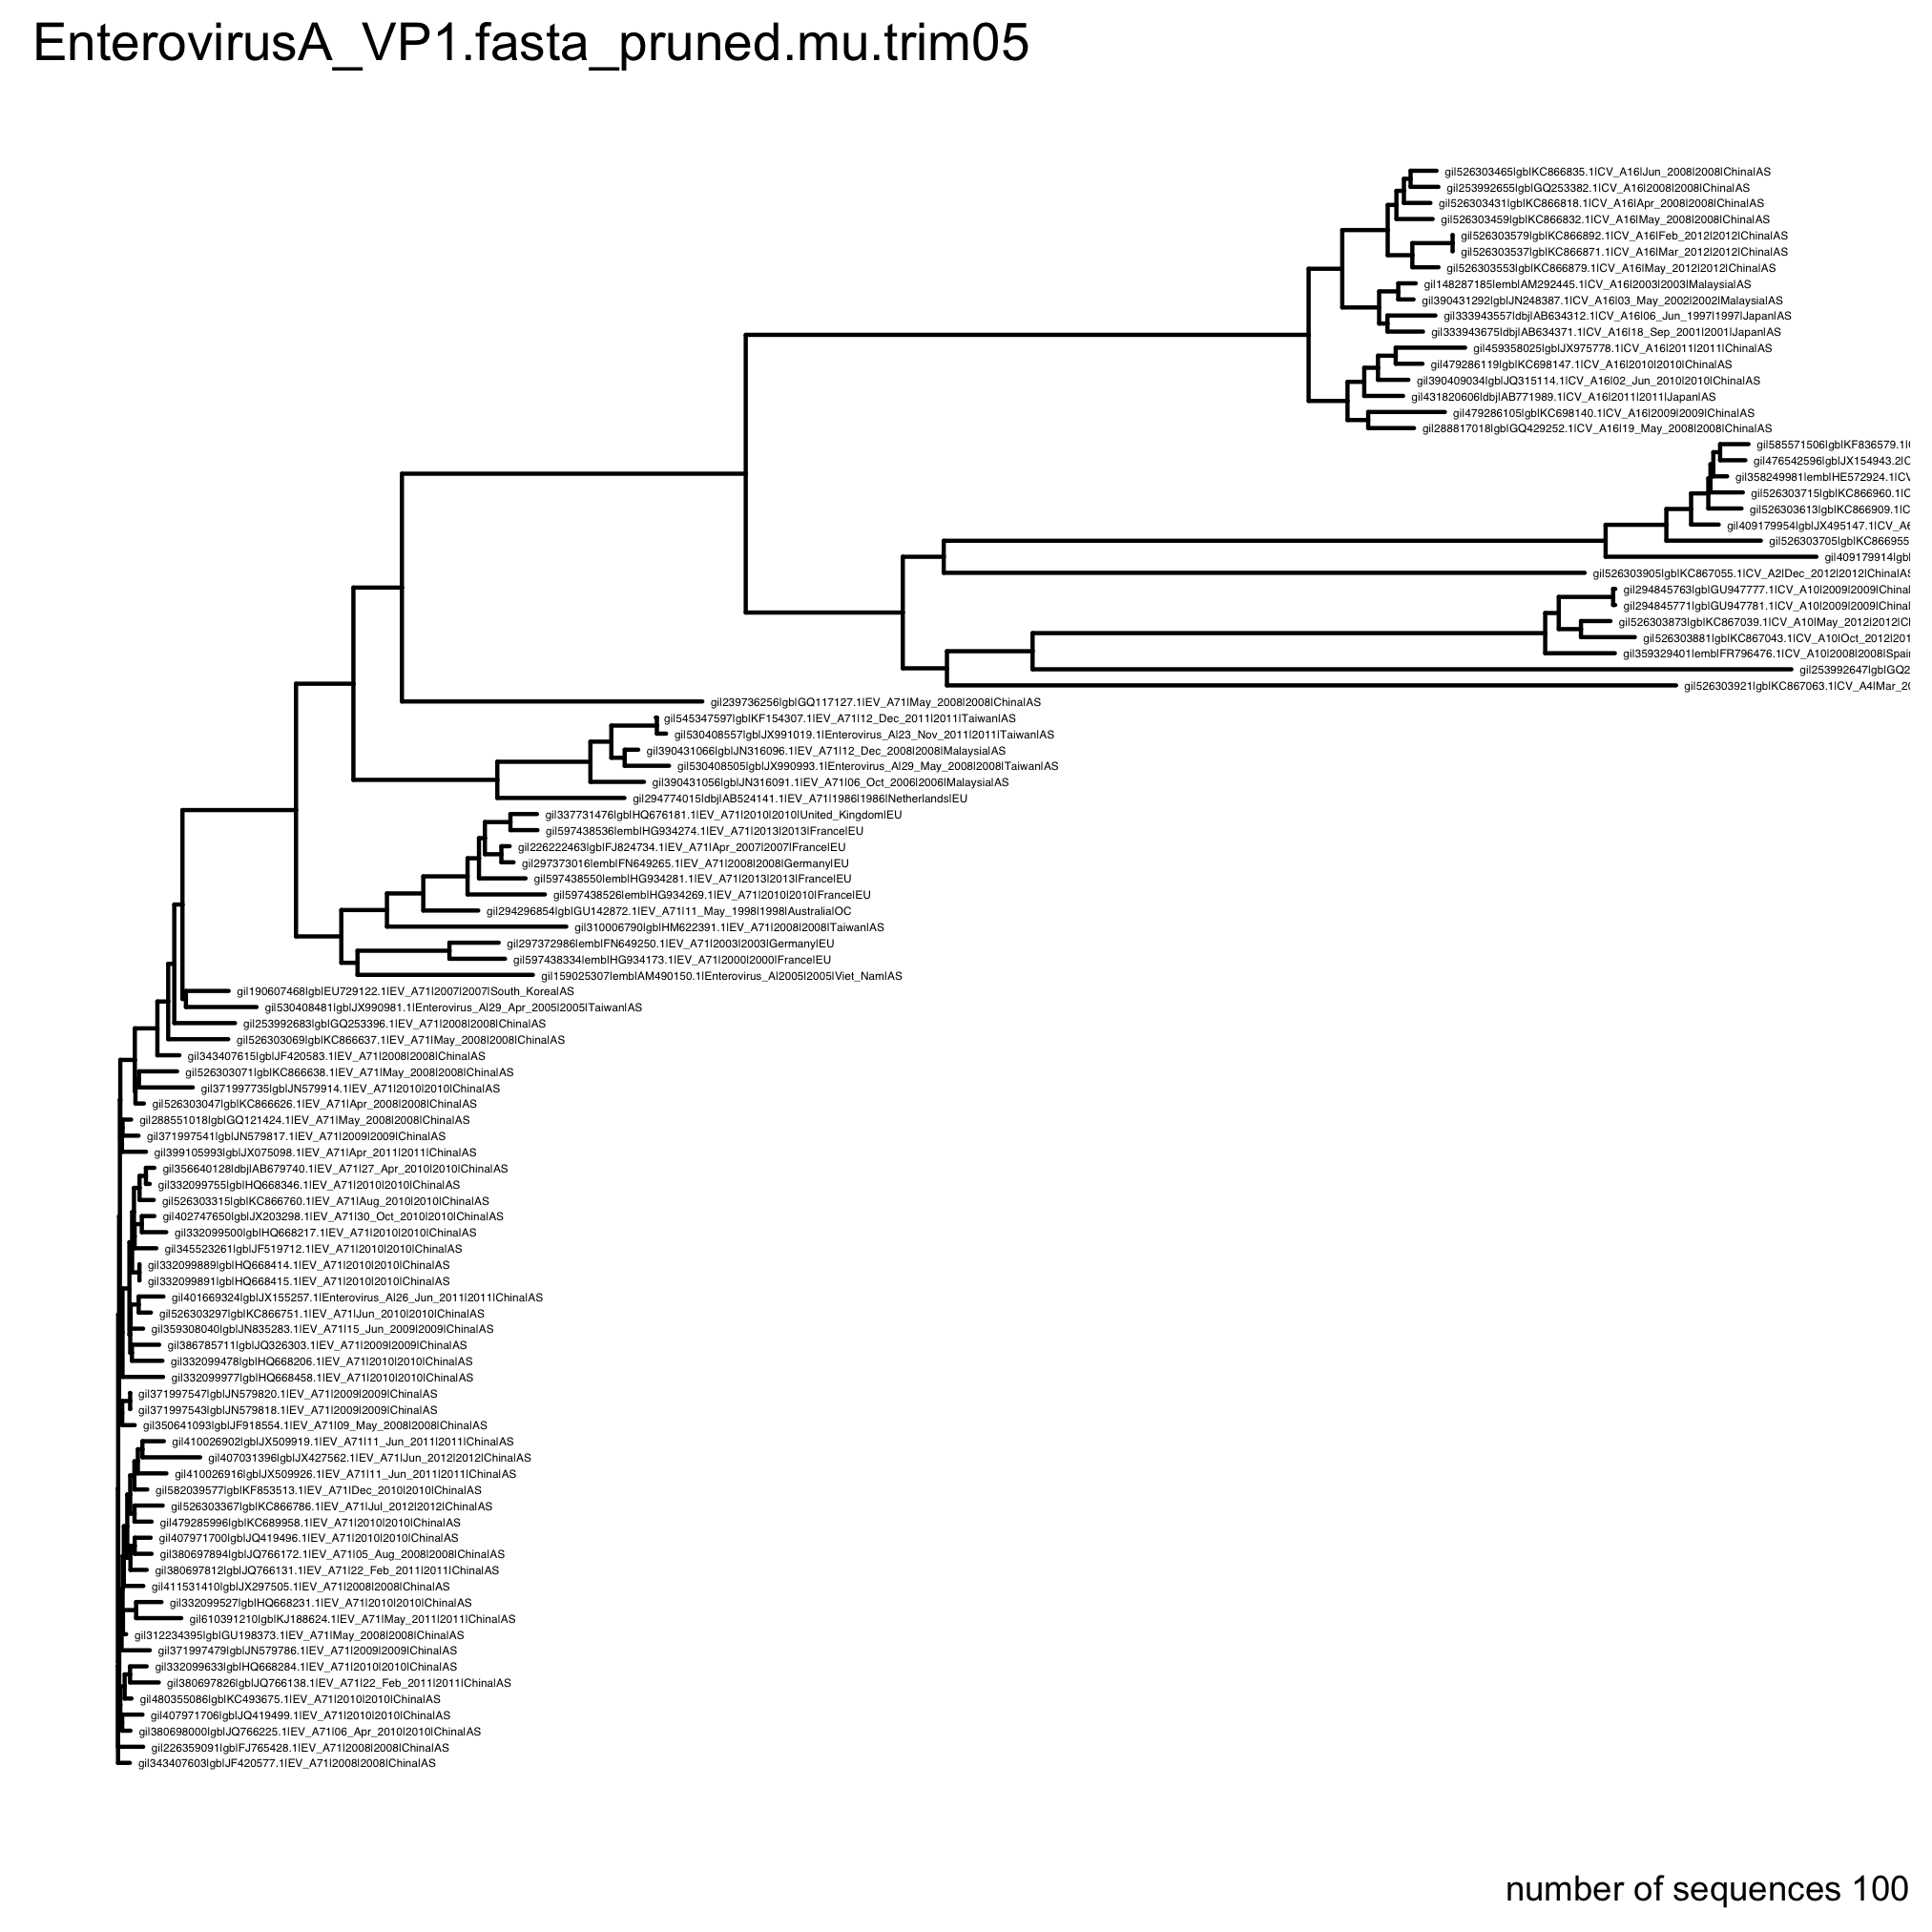 EnterovirusA_VP1.fasta_pruned.mu.trim05
gi|526303465|gb|KC866835.1|CV_A16|Jun_2008|2008|China|AS
gi|253992655|gb|GQ253382.1|CV_A16|2008|2008|China|AS
gi|526303431|gb|KC866818.1|CV_A16|Apr_2008|2008|China|AS
gi|526303459|gb|KC866832.1|CV_A16|May_2008|2008|China|AS
gi|526303579|gb|KC866892.1|CV_A16|Feb_2012|2012|China|AS
gi|526303537|gb|KC866871.1|CV_A16|Mar_2012|2012|China|AS
gi|526303553|gb|KC866879.1|CV_A16|May_2012|2012|China|AS
gi|148287185|emb|AM292445.1|CV_A16|2003|2003|Malaysia|AS
gi|390431292|gb|JN248387.1|CV_A16|03_May_2002|2002|Malaysia|AS
gi|333943557|dbj|AB634312.1|CV_A16|06_Jun_1997|1997|Japan|AS
gi|333943675|dbj|AB634371.1|CV_A16|18_Sep_2001|2001|Japan|AS
gi|459358025|gb|JX975778.1|CV_A16|2011|2011|China|AS
gi|479286119|gb|KC698147.1|CV_A16|2010|2010|China|AS
gi|390409034|gb|JQ315114.1|CV_A16|02_Jun_2010|2010|China|AS
gi|431820606|dbj|AB771989.1|CV_A16|2011|2011|Japan|AS
gi|479286105|gb|KC698140.1|CV_A16|2009|2009|China|AS
gi|288817018|gb|GQ429252.1|CV_A16|19_May_2008|2008|China|AS
gi|585571506|gb|KF836579.1|
gi|476542596|gb|JX154943.2|C
gi|358249981|emb|HE572924.1|CV
gi|526303715|gb|KC866960.1|C
gi|526303613|gb|KC866909.1|C
gi|409179954|gb|JX495147.1|CV_A6
gi|526303705|gb|KC866955
gi|409179914|gb|
gi|526303905|gb|KC867055.1|CV_A2|Dec_2012|2012|China|AS
gi|294845763|gb|GU947777.1|CV_A10|2009|2009|China|
gi|294845771|gb|GU947781.1|CV_A10|2009|2009|China|
gi|526303873|gb|KC867039.1|CV_A10|May_2012|2012|C
gi|526303881|gb|KC867043.1|CV_A10|Oct_2012|201
gi|359329401|emb|FR796476.1|CV_A10|2008|2008|Spai
gi|253992647|gb|GQ2
gi|526303921|gb|KC867063.1|CV_A4|Mar_20
gi|239736256|gb|GQ117127.1|EV_A71|May_2008|2008|China|AS
gi|545347597|gb|KF154307.1|EV_A71|12_Dec_2011|2011|Taiwan|AS
gi|530408557|gb|JX991019.1|Enterovirus_A|23_Nov_2011|2011|Taiwan|AS
gi|390431066|gb|JN316096.1|EV_A71|12_Dec_2008|2008|Malaysia|AS
gi|530408505|gb|JX990993.1|Enterovirus_A|29_May_2008|2008|Taiwan|AS
gi|390431056|gb|JN316091.1|EV_A71|06_Oct_2006|2006|Malaysia|AS
gi|294774015|dbj|AB524141.1|EV_A71|1986|1986|Netherlands|EU
gi|337731476|gb|HQ676181.1|EV_A71|2010|2010|United_Kingdom|EU
gi|597438536|emb|HG934274.1|EV_A71|2013|2013|France|EU
gi|226222463|gb|FJ824734.1|EV_A71|Apr_2007|2007|France|EU
gi|297373016|emb|FN649265.1|EV_A71|2008|2008|Germany|EU
gi|597438550|emb|HG934281.1|EV_A71|2013|2013|France|EU
gi|597438526|emb|HG934269.1|EV_A71|2010|2010|France|EU
gi|294296854|gb|GU142872.1|EV_A71|11_May_1998|1998|Australia|OC
gi|310006790|gb|HM622391.1|EV_A71|2008|2008|Taiwan|AS
gi|297372986|emb|FN649250.1|EV_A71|2003|2003|Germany|EU
gi|597438334|emb|HG934173.1|EV_A71|2000|2000|France|EU
gi|159025307|emb|AM490150.1|Enterovirus_A|2005|2005|Viet_Nam|AS
gi|190607468|gb|EU729122.1|EV_A71|2007|2007|South_Korea|AS
gi|530408481|gb|JX990981.1|Enterovirus_A|29_Apr_2005|2005|Taiwan|AS
gi|253992683|gb|GQ253396.1|EV_A71|2008|2008|China|AS
gi|526303069|gb|KC866637.1|EV_A71|May_2008|2008|China|AS
gi|343407615|gb|JF420583.1|EV_A71|2008|2008|China|AS
gi|526303071|gb|KC866638.1|EV_A71|May_2008|2008|China|AS
gi|371997735|gb|JN579914.1|EV_A71|2010|2010|China|AS
gi|526303047|gb|KC866626.1|EV_A71|Apr_2008|2008|China|AS
gi|288551018|gb|GQ121424.1|EV_A71|May_2008|2008|China|AS
gi|371997541|gb|JN579817.1|EV_A71|2009|2009|China|AS
gi|399105993|gb|JX075098.1|EV_A71|Apr_2011|2011|China|AS
gi|356640128|dbj|AB679740.1|EV_A71|27_Apr_2010|2010|China|AS
gi|332099755|gb|HQ668346.1|EV_A71|2010|2010|China|AS
gi|526303315|gb|KC866760.1|EV_A71|Aug_2010|2010|China|AS
gi|402747650|gb|JX203298.1|EV_A71|30_Oct_2010|2010|China|AS
gi|332099500|gb|HQ668217.1|EV_A71|2010|2010|China|AS
gi|345523261|gb|JF519712.1|EV_A71|2010|2010|China|AS
gi|332099889|gb|HQ668414.1|EV_A71|2010|2010|China|AS
gi|332099891|gb|HQ668415.1|EV_A71|2010|2010|China|AS
gi|401669324|gb|JX155257.1|Enterovirus_A|26_Jun_2011|2011|China|AS
gi|526303297|gb|KC866751.1|EV_A71|Jun_2010|2010|China|AS
gi|359308040|gb|JN835283.1|EV_A71|15_Jun_2009|2009|China|AS
gi|386785711|gb|JQ326303.1|EV_A71|2009|2009|China|AS
gi|332099478|gb|HQ668206.1|EV_A71|2010|2010|China|AS
gi|332099977|gb|HQ668458.1|EV_A71|2010|2010|China|AS
gi|371997547|gb|JN579820.1|EV_A71|2009|2009|China|AS
gi|371997543|gb|JN579818.1|EV_A71|2009|2009|China|AS
gi|350641093|gb|JF918554.1|EV_A71|09_May_2008|2008|China|AS
gi|410026902|gb|JX509919.1|EV_A71|11_Jun_2011|2011|China|AS
gi|407031396|gb|JX427562.1|EV_A71|Jun_2012|2012|China|AS
gi|410026916|gb|JX509926.1|EV_A71|11_Jun_2011|2011|China|AS
gi|582039577|gb|KF853513.1|EV_A71|Dec_2010|2010|China|AS
gi|526303367|gb|KC866786.1|EV_A71|Jul_2012|2012|China|AS
gi|479285996|gb|KC689958.1|EV_A71|2010|2010|China|AS
gi|407971700|gb|JQ419496.1|EV_A71|2010|2010|China|AS
gi|380697894|gb|JQ766172.1|EV_A71|05_Aug_2008|2008|China|AS
gi|380697812|gb|JQ766131.1|EV_A71|22_Feb_2011|2011|China|AS
gi|411531410|gb|JX297505.1|EV_A71|2008|2008|China|AS
gi|332099527|gb|HQ668231.1|EV_A71|2010|2010|China|AS
gi|610391210|gb|KJ188624.1|EV_A71|May_2011|2011|China|AS
gi|312234395|gb|GU198373.1|EV_A71|May_2008|2008|China|AS
gi|371997479|gb|JN579786.1|EV_A71|2009|2009|China|AS
gi|332099633|gb|HQ668284.1|EV_A71|2010|2010|China|AS
gi|380697826|gb|JQ766138.1|EV_A71|22_Feb_2011|2011|China|AS
gi|480355086|gb|KC493675.1|EV_A71|2010|2010|China|AS
gi|407971706|gb|JQ419499.1|EV_A71|2010|2010|China|AS
gi|380698000|gb|JQ766225.1|EV_A71|06_Apr_2010|2010|China|AS
gi|226359091|gb|FJ765428.1|EV_A71|2008|2008|China|AS
gi|343407603|gb|JF420577.1|EV_A71|2008|2008|China|AS
number of sequences 100